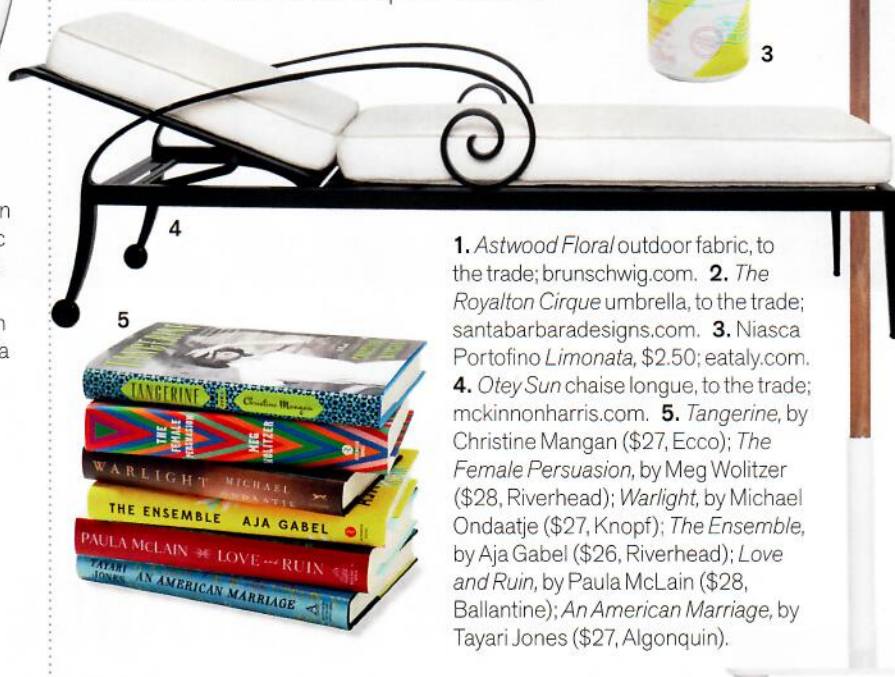 3
4
5
TANGERINE
Christine Mangan
THE FEMALE PERSUASION
MEG WOLITZER
WARLIGHT MICHAEL ONDAATJE
THE ENSEMBLE AJA GABEL
PAULA McLAIN LOVE and RUIN
TAYARI JONES AN AMERICAN MARRIAGE
1. Astwood Floral outdoor fabric, to
the trade; brunschwig.com. 2. The
Royalton Cirque umbrella, to the trade;
santabarbaradesigns.com. 3. Niasca
Portofino Limonata, $2.50; eataly.com.
4. Otey Sun chaise longue, to the trade;
mckinnonharris.com. 5. Tangerine, by
Christine Mangan ($27, Ecco); The
Female Persuasion, by Meg Wolitzer
($28, Riverhead); Warlight, by Michael
Ondaatje ($27, Knopf); The Ensemble,
by Aja Gabel ($26, Riverhead); Love
and Ruin, by Paula McLain ($28,
Ballantine); An American Marriage, by
Tayari Jones ($27, Algonquin).